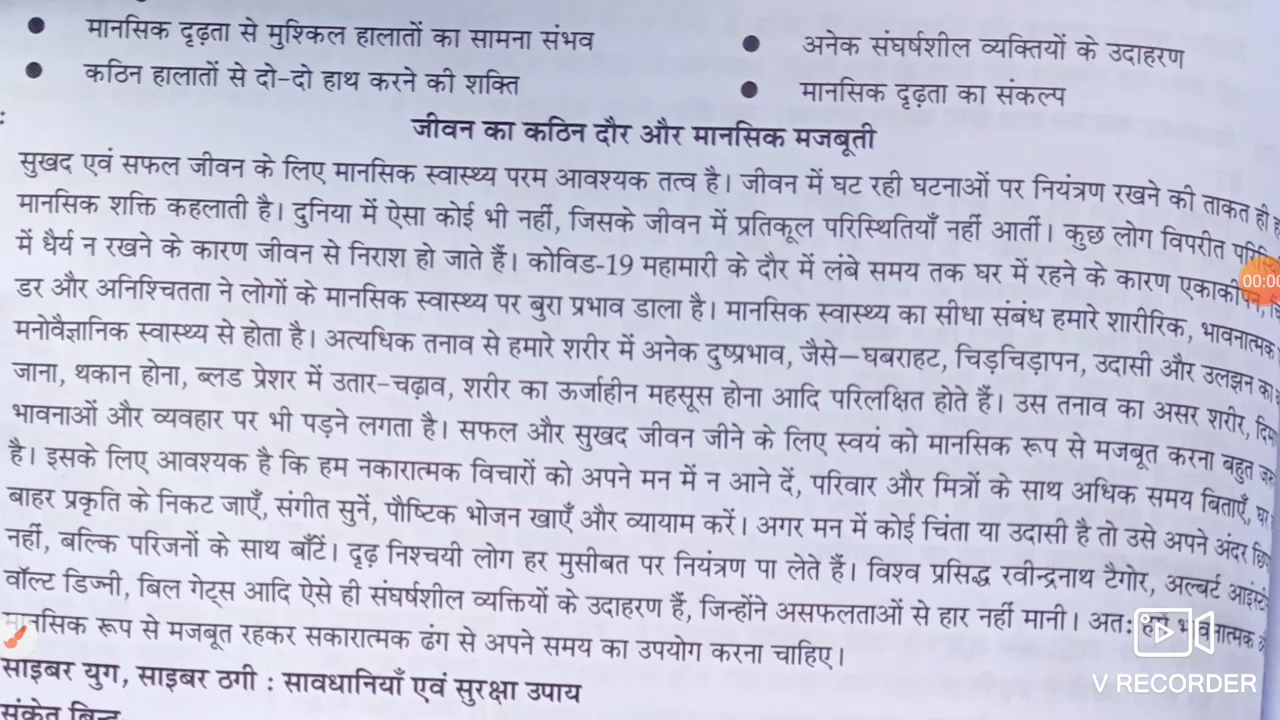 मानसिक दृढ़ता से मुश्किल हालातों का सामना संभव
अनेक संघर्षशील व्यक्तियों के उदाहरण
कठिन हालातों से दो-दो हाथ करने की शक्ति
मानसिक दृढ़ता का संकल्प
जीवन का कठिन दौर और मानसिक मजबूती
सुखद एवं सफल जीवन के लिए मानसिक स्वास्थ्य परम आवश्यक तत्व है। जीवन में घट रही घटनाओं पर नियंत्रण रखने की ताकत ही
मानसिक शक्ति कहलाती है। दुनिया में ऐसा कोई भी नहीं, जिसके जीवन में प्रतिकूल परिस्थितियाँ नहीं आतीं। कुछ लोग विपरीत
में धैर्य न रखने के कारण जीवन से निराश हो जाते हैं। कोविड-19 महामारी के दौर में लंबे समय तक घर में रहने के कारण
डर और अनिश्चितता ने लोगों के मानसिक स्वास्थ्य पर बुरा प्रभाव डाला है। मानसिक स्वास्थ्य का सीधा संबंध हमारे शारीरिक, भावनात्मक
मनोवैज्ञानिक स्वास्थ्य से होता है। अत्यधिक तनाव से हमारे शरीर में अनेक दुष्प्रभाव, जैसे—घबराहट, चिड़चिड़ापन, उदासी और उलझन का
जाना, थकान होना, ब्लड प्रेशर में उतार-चढ़ाव, शरीर का ऊर्जाहीन महसूस होना आदि परिलक्षित होते हैं। उस तनाव का असर शरीर,
भावनाओं और व्यवहार पर भी पड़ने लगता है। सफल और सुखद जीवन जीने के लिए स्वयं को मानसिक रूप से मजबूत करना बहुत
है। इसके लिए आवश्यक है कि हम नकारात्मक विचारों को अपने मन में न आने दें, परिवार और मित्रों के साथ अधिक समय बिताएँ,
बाहर प्रकृति के निकट जाएँ, संगीत सुनें, पौष्टिक भोजन खाएँ और व्यायाम करें। अगर मन में कोई चिंता या उदासी है तो उसे अपने अंदर
नहीं, बल्कि परिजनों के साथ बाँटें। दृढ़ निश्चयी लोग हर मुसीबत पर नियंत्रण पा लेते हैं। विश्व प्रसिद्ध रवीन्द्रनाथ टैगोर, अल्बर्ट
वॉल्ट डिज्नी, बिल गेट्स आदि ऐसे ही संघर्षशील व्यक्तियों के उदाहरण हैं, जिन्होंने असफलताओं से हार नहीं मानी। अत:
मानसिक रूप से मजबूत रहकर सकारात्मक ढंग से अपने समय का उपयोग करना चाहिए।
साइबर युग, साइबर ठगी : सावधानियाँ एवं सुरक्षा उपाय
V RECORDER